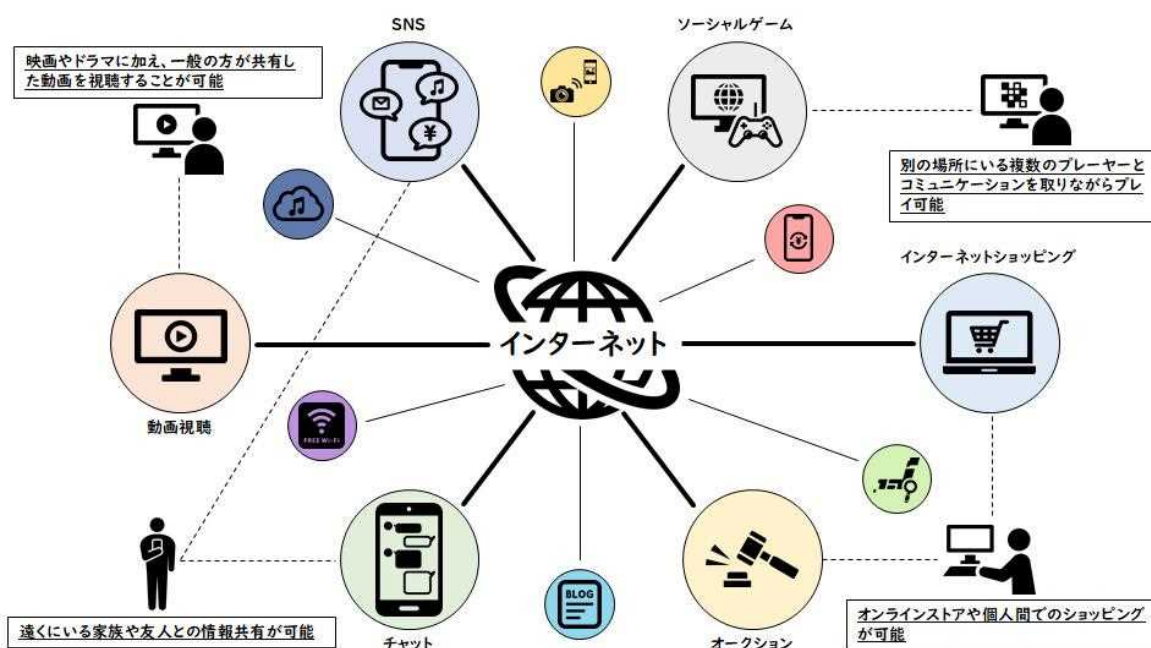 SNS
ソーシャルゲーム
映画やドラマに加え、一般の方が共有し
た動画を視聴することが可能
別の場所にいる複数のプレーヤーと
コミュニケーションを取りながらプレ
イ可能
インターネットショッピング
インターネット
動画視聴
FREE Wi-Fi
BLOG
遠くにいる家族や友人との情報共有が可能
チャット
オークション
オンラインストアや個人間でのショッピング
が可能